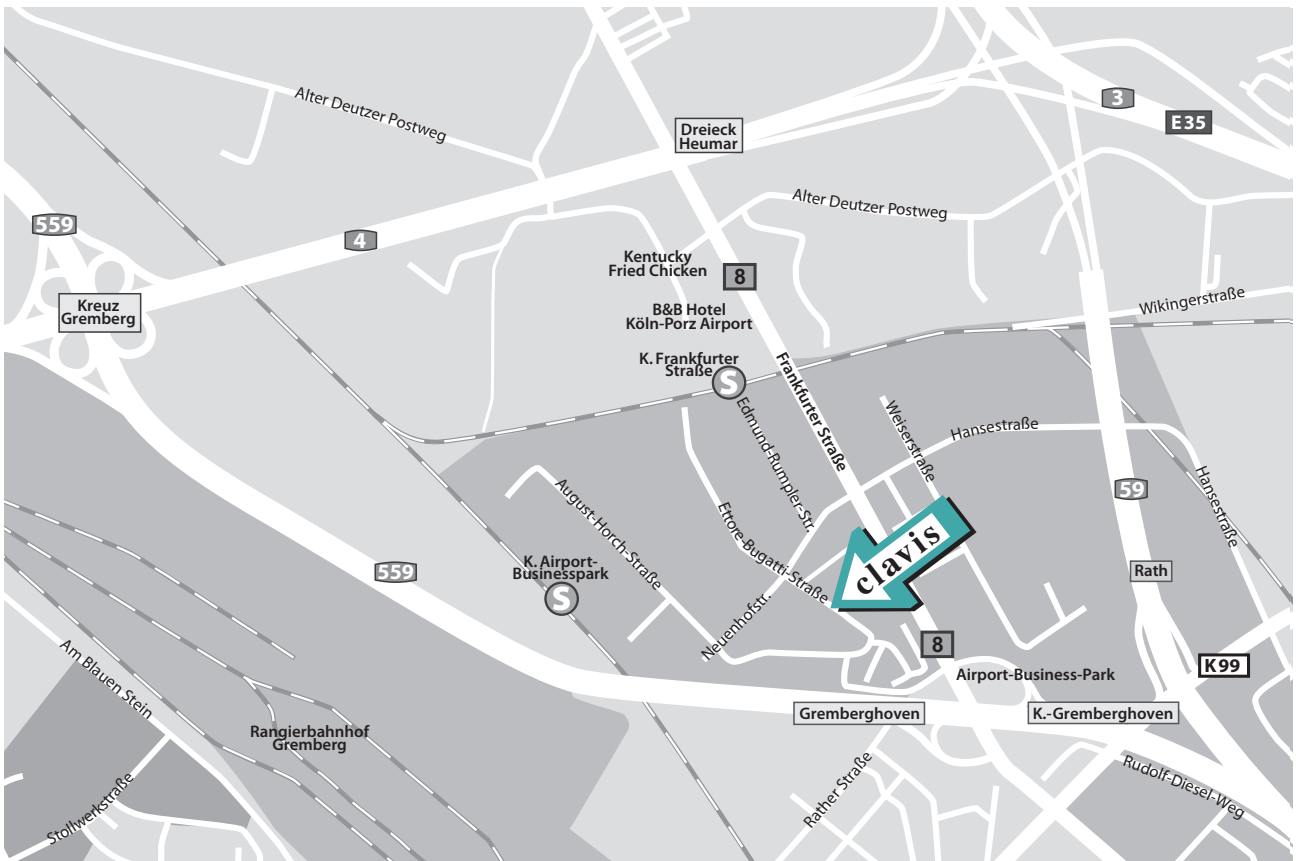 Alter Deutzer Postweg
Dreieck
Heumar
3
E35
559
4
Alter Deutzer Postweg
Kentucky
Fried Chicken
8
Kreuz
Gremberg
B&B Hotel
Köln-Porz Airport
Wikingerstraße
K. Frankfurter
Straße
S
Frankfurter Straße
Edmund-Rumpler-Str.
Weiserstraße
Hansestraße
Hansestraße
59
August-Horch-Straße
Ettore-Bugatti-Straße
clavis
559
K. Airport-
Businesspark
S
Rath
Neuenhofstr.
8
K99
Airport-Business-Park
Am Blauen Stein
Gremberghoven
K.-Gremberghoven
Rangierbahnhof
Gremberg
Rather Straße
Rudolf-Diesel-Weg
Stollwerkstraße